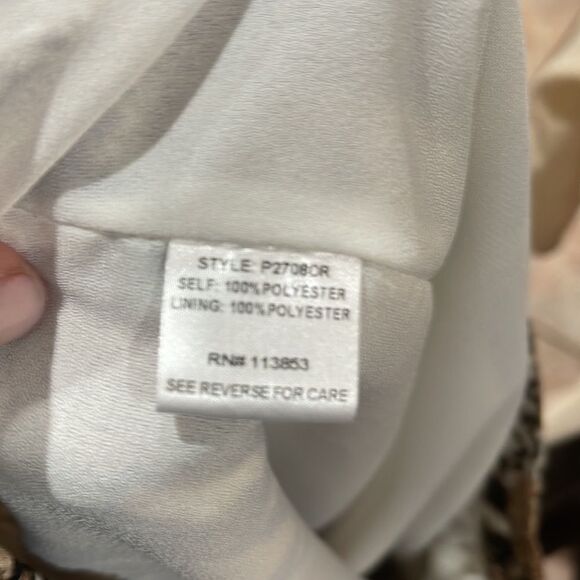 STYLE: P2708OR
SELF: 100%POLYESTER
LINING: 100%POLYESTER
RN# 113853
SEE REVERSE FOR CARE